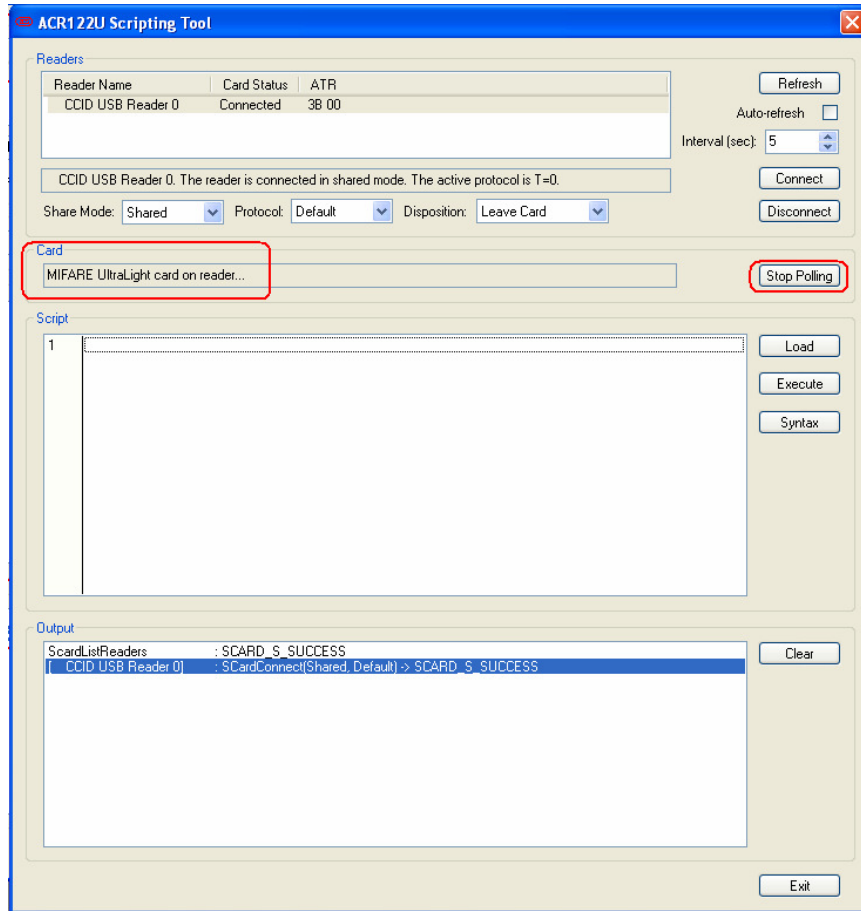 ACR122U Scripting Tool
Readers
Reader Name Card Status ATR
CCID USB Reader 0 Connected 3B 00
Refresh
Auto-refresh
Interval (sec): 5
CCID USB Reader 0. The reader is connected in shared mode. The active protocol is T=0.
Connect
Share Mode: Shared Protocol: Default Disposition: Leave Card
Disconnect
Card
MIFARE UltraLight card on reader...
Stop Polling
Script
1
Load
Execute
Syntax
Output
ScardListReaders : SCARD_S_SUCCESS
[ CCID USB Reader 0] : SCardConnect(Shared, Default) -> SCARD_S_SUCCESS
Clear
Exit